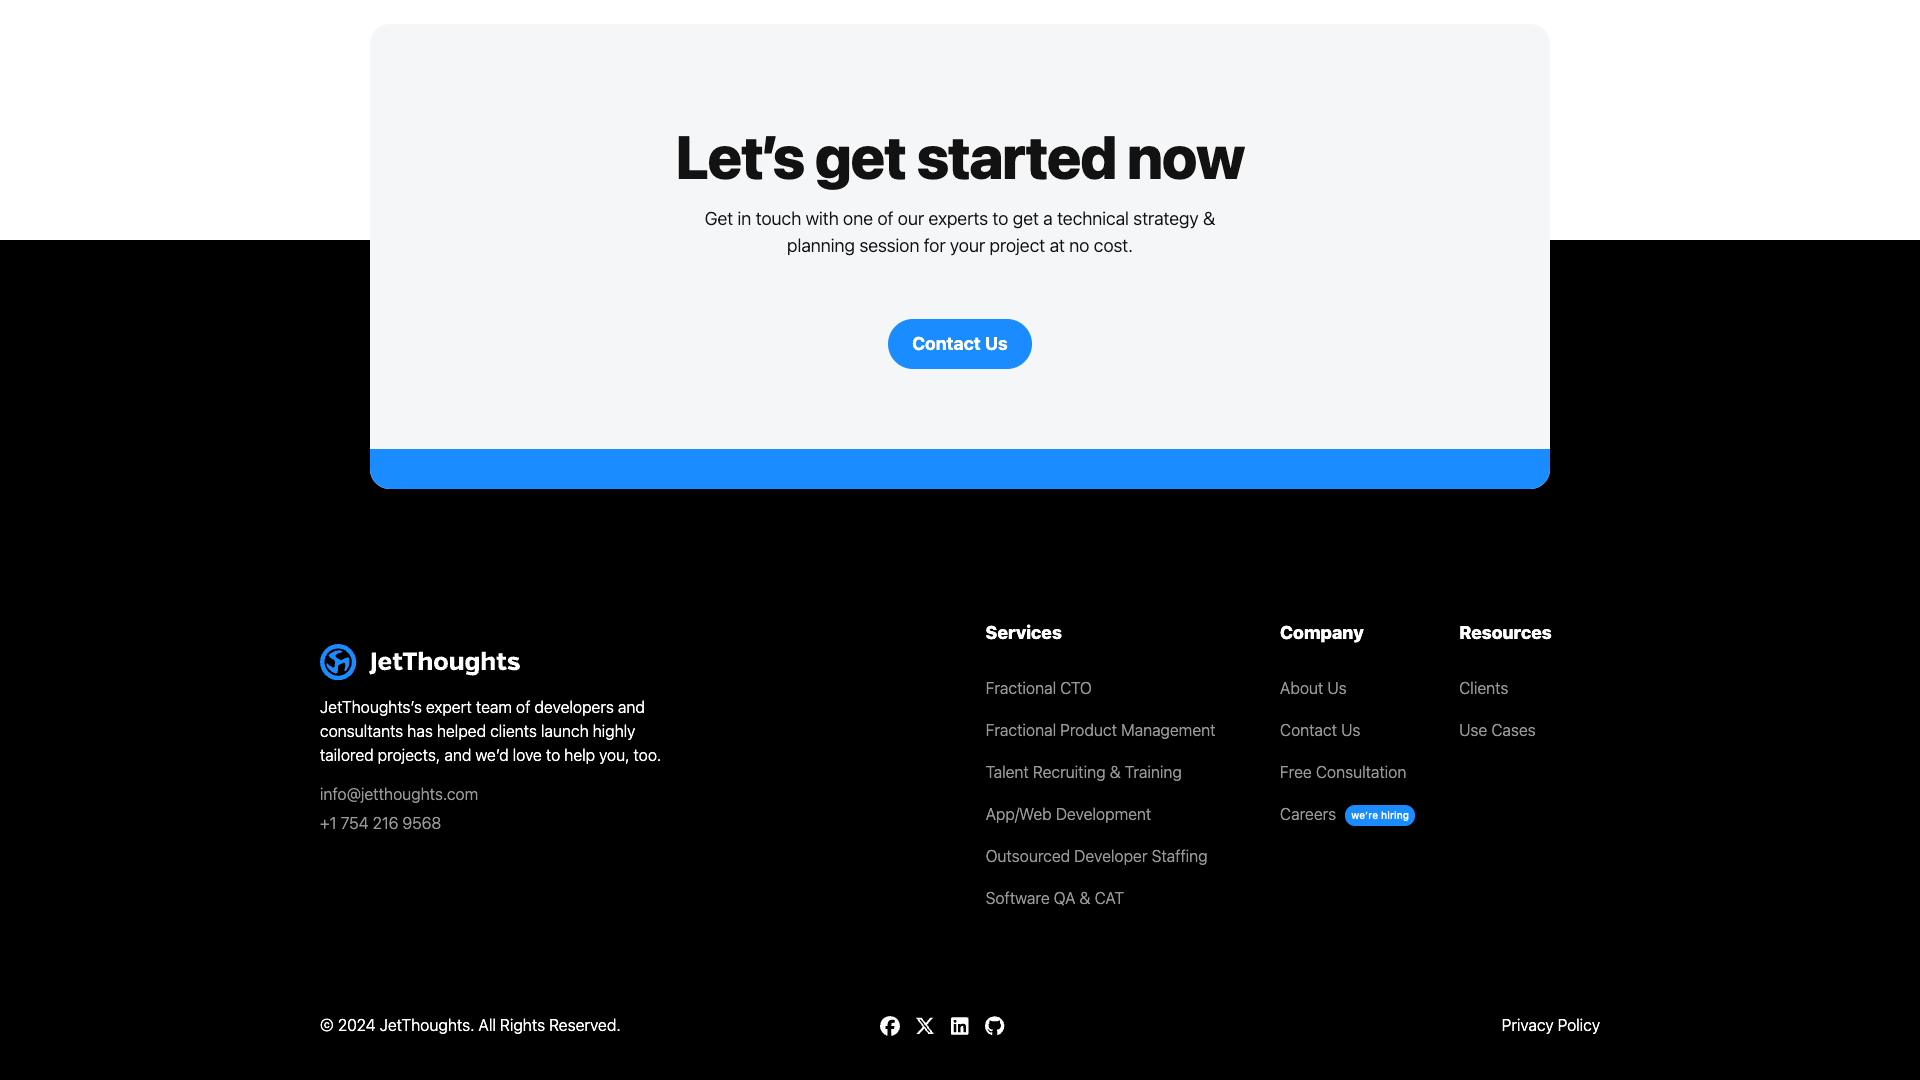 Let’s get started now
Get in touch with one of our experts to get a technical strategy &
planning session for your project at no cost.
Contact Us
JetThoughts
JetThoughts’s expert team of developers and
consultants has helped clients launch highly
tailored projects, and we’d love to help you, too.
info@jetthoughts.com
+1 754 216 9568
Services
Fractional CTO
Fractional Product Management
Talent Recruiting & Training
App/Web Development
Outsourced Developer Staffing
Software QA & CAT
Company
About Us
Contact Us
Free Consultation
Careers we’re hiring
Resources
Clients
Use Cases
© 2024 JetThoughts. All Rights Reserved.
Privacy Policy